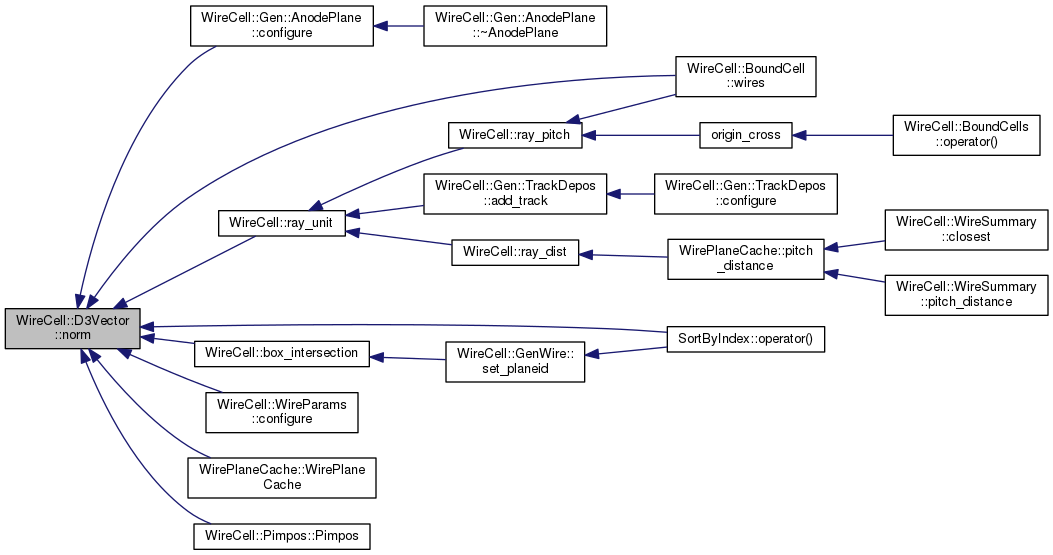 WireCell::Gen::AnodePlane
::configure
WireCell::Gen::AnodePlane
::~AnodePlane
WireCell::BoundCell
::wires
WireCell::ray_pitch
origin_cross
WireCell::BoundCells
::operator()
WireCell::Gen::TrackDepos
::add_track
WireCell::Gen::TrackDepos
::configure
WireCell::ray_unit
WireCell::ray_dist
WirePlaneCache::pitch
_distance
WireCell::WireSummary
::closest
WireCell::WireSummary
::pitch_distance
WireCell::D3Vector
::norm
SortByIndex::operator()
WireCell::box_intersection
WireCell::GenWire::
set_planeid
WireCell::WireParams
::configure
WirePlaneCache::WirePlane
Cache
WireCell::Pimpos::Pimpos